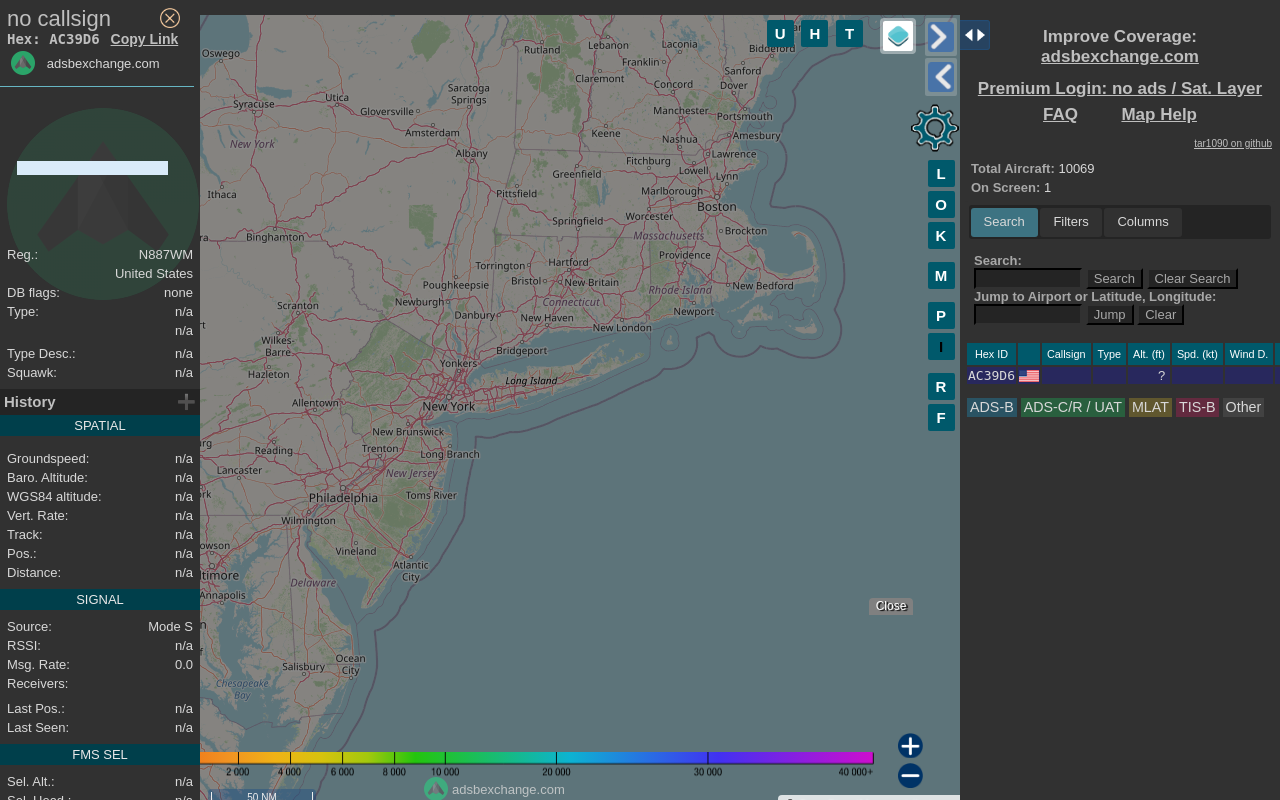 no callsign
Hex: AC39D6 Copy Link
adsbexchange.com
Reg.: N887WM
United States
DB flags: none
Type: n/a
n/a
Type Desc.: n/a
Squawk: n/a
History
SPATIAL
Groundspeed: n/a
Baro. Altitude: n/a
WGS84 altitude: n/a
Vert. Rate: n/a
Track: n/a
Pos.: n/a
Distance: n/a
SIGNAL
Source: Mode S
RSSI: n/a
Msg. Rate: 0.0
Receivers:
Last Pos.: n/a
Last Seen: n/a
FMS SEL
Sel. Alt.: n/a
Sel. Head.: n/a
U H T
L
O
K
M
P
I
R
F
Oswego
Rutland
Lebanon
Laconia
Biddeford
Franklin
Sanford
Claremont
Concord
Dover
Saratoga
Springs
Utica
Syracuse
Gloversville
Manchester
Portsmouth
Amsterdam
Keene
Nashua
Amesbury
New York
Albany
Fitchburg
Lawrence
Lowell
Greenfield
Lynn
Ithaca
Pittsfield
Marlborough
Boston
Worcester
Springfield
Binghamton
Massachusetts
Brockton
Providence
Hartford
Torrington
Poughkeepsie
Bristol
New Britain
New Bedford
Rhode Island
Newburgh
Connecticut
Scranton
Danbury
New Haven
Newport
New London
Wilkes-
Barre
Bridgeport
Yonkers
Hazleton
Long Island
Allentown
New York
New Brunswick
Trenton
Long Branch
Reading
Lancaster
New Jersey
Philadelphia
Toms River
Wilmington
Vineland
Atlantic
City
Delaware
Annapolis
Ocean
City
Salisbury
Chesapeake
Bay
Close
2 000 4 000 6 000 8 000 10 000 20 000 30 000 40 000+
50 NM
adsbexchange.com
Improve Coverage:
adsbexchange.com
Premium Login: no ads / Sat. Layer
FAQ Map Help
tar1090 on github
Total Aircraft: 10069
On Screen: 1
Search Filters Columns
Search:
Search Clear Search
Jump to Airport or Latitude, Longitude:
Jump Clear
Hex ID Callsign Type Alt. (ft) Spd. (kt) Wind D.
AC39D6 ?
ADS-B ADS-C/R / UAT MLAT TIS-B Other